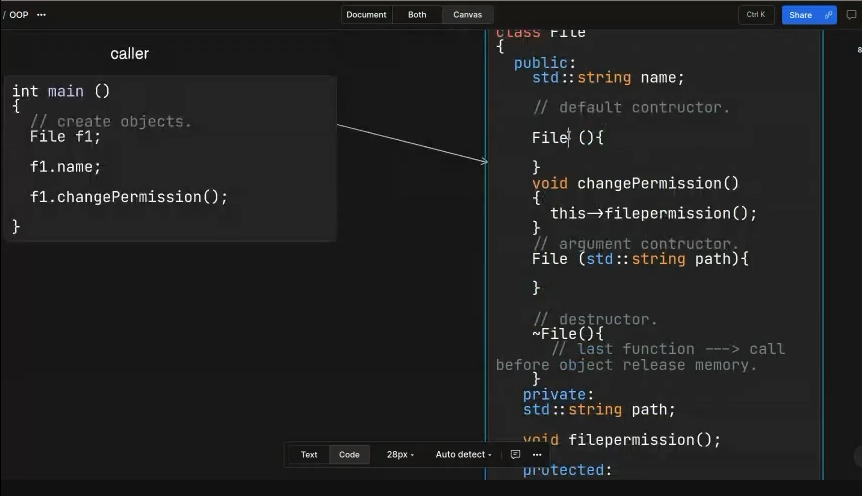 / OOP ...
Document Both Canvas
Ctrl K
Share
8
caller
int main ()
{
// create objects.
File f1;
f1.name;
f1.changePermission();
}
class File
{
public:
std::string name;
// default contructor.
File (){
}
void changePermission()
{
this→filepermission();
}
// argument contructor.
File (std::string path){
}
// destructor.
~File(){
// last function ---> call
before object release memory.
}
private:
std::string path;
void filepermission();
protected:
Text Code 28px Auto detect ...